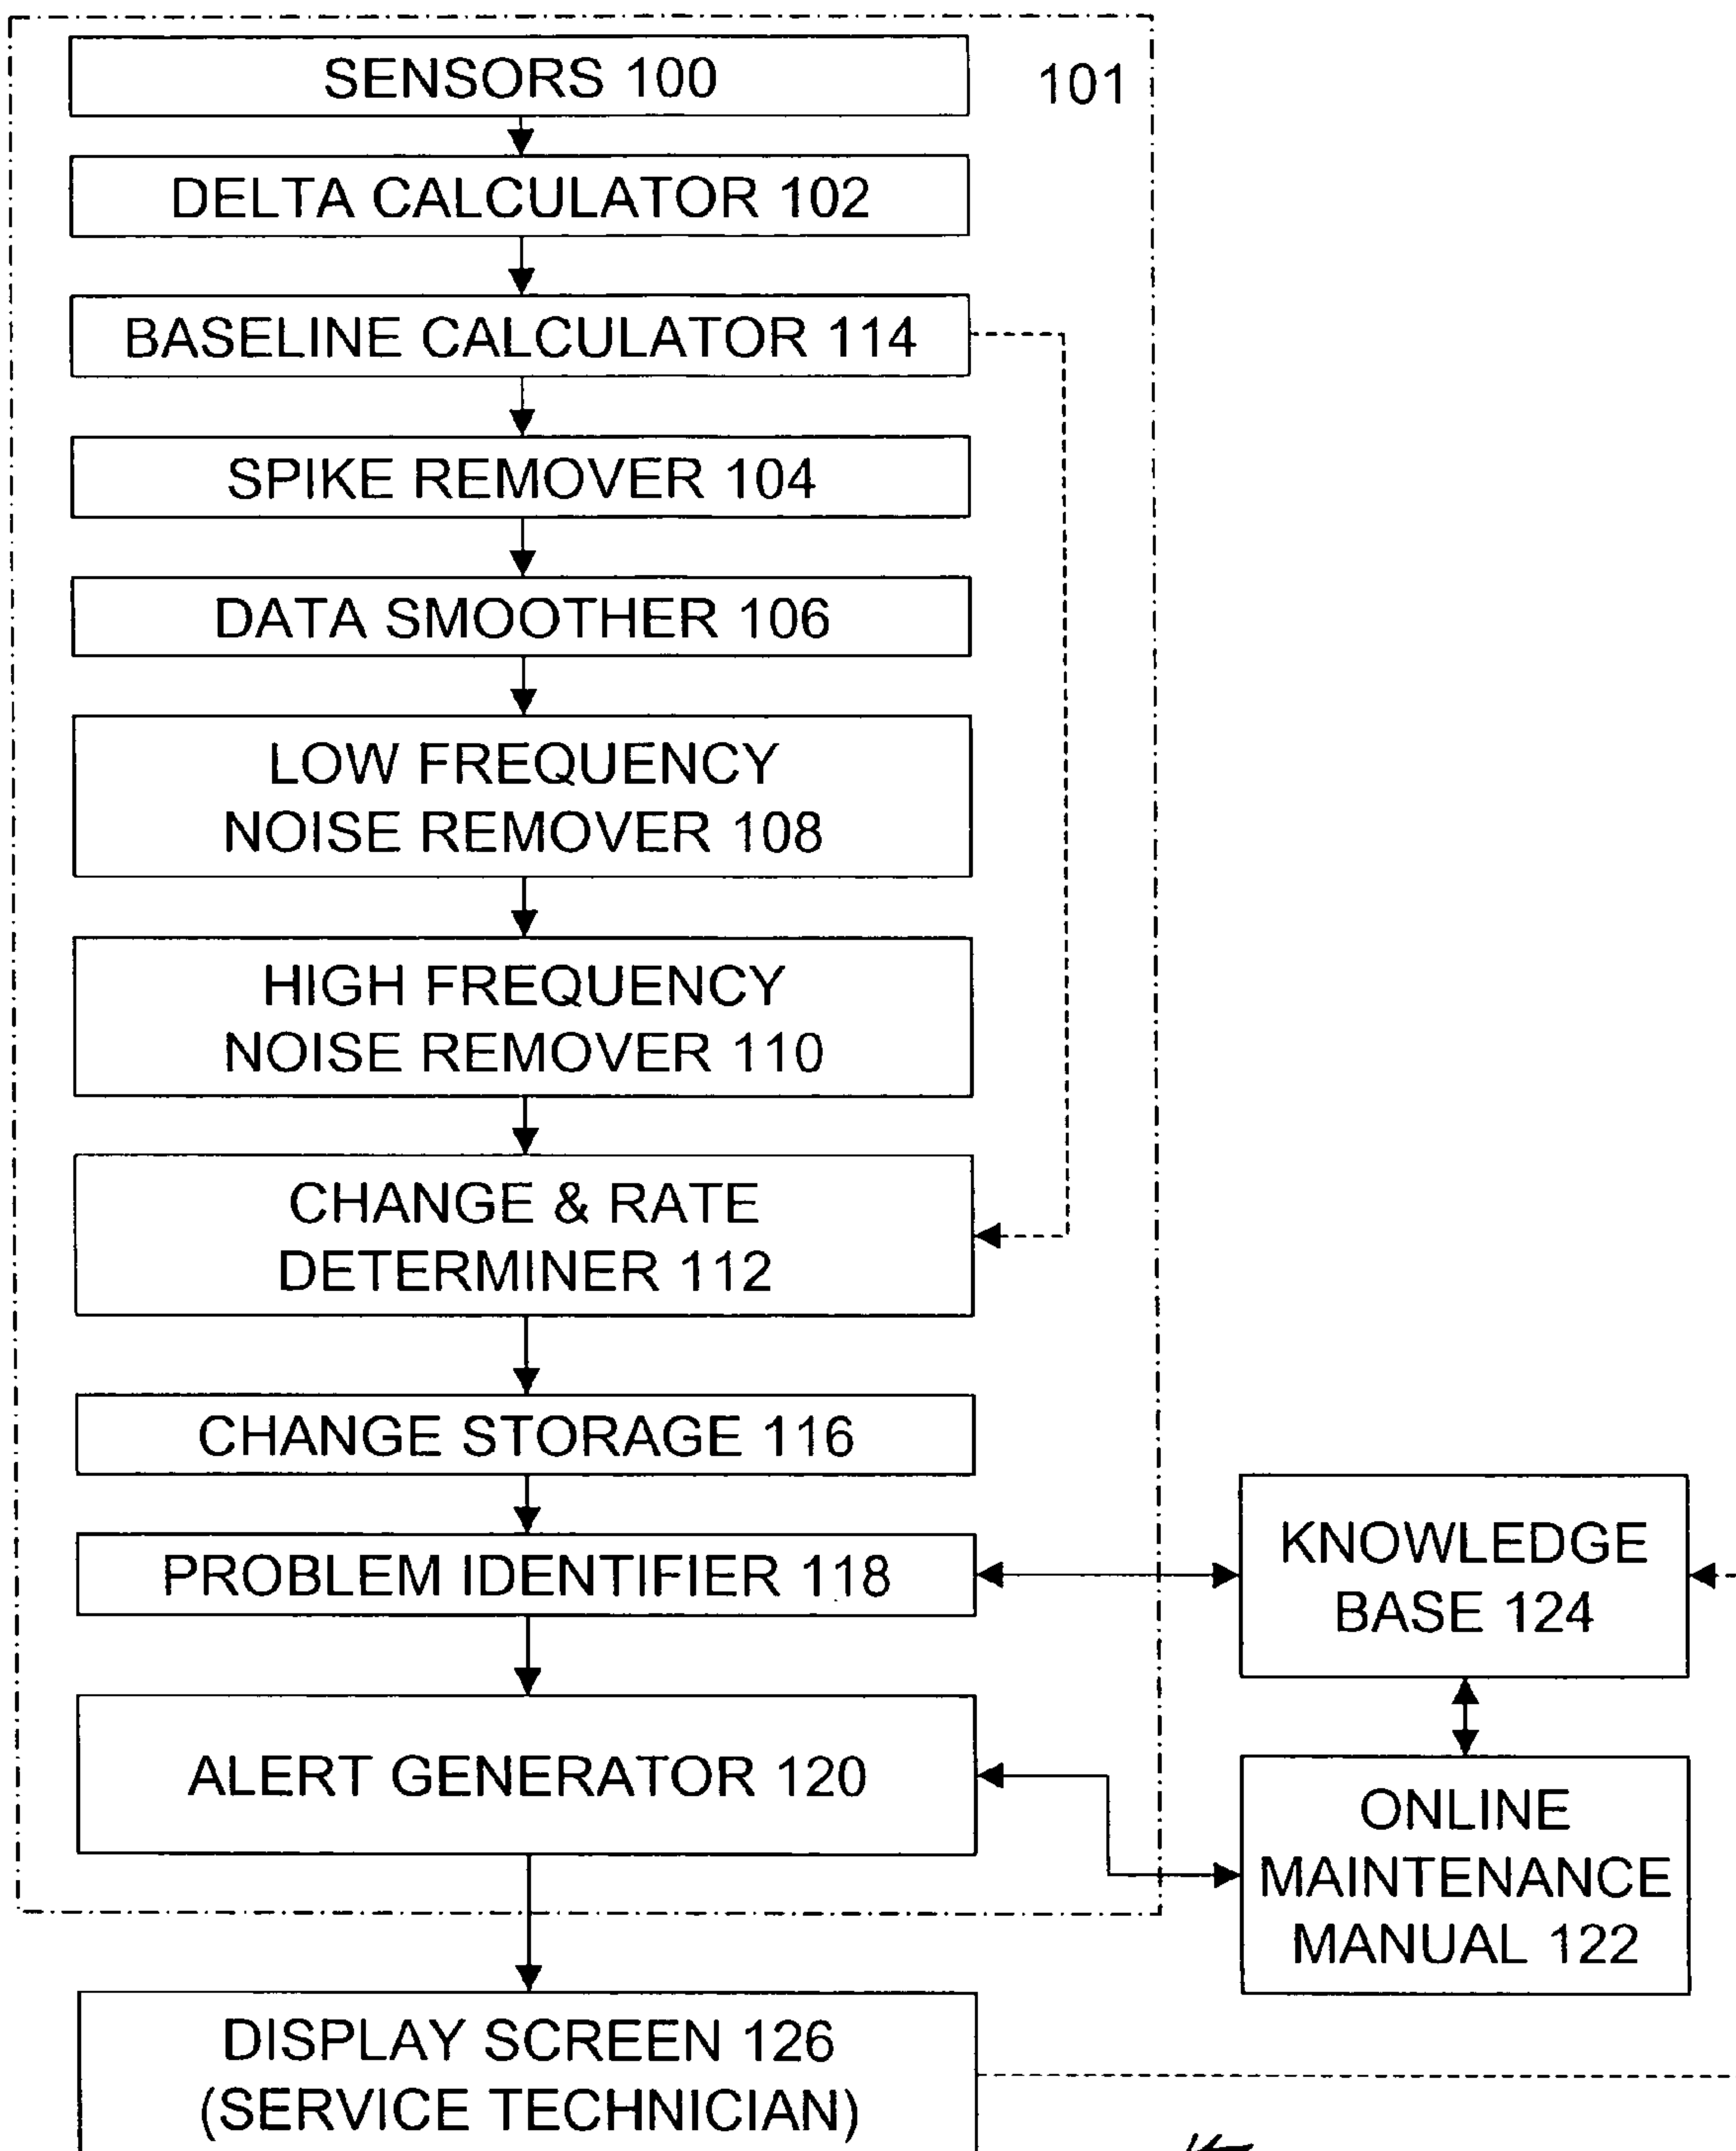 SENSORS 100
101
DELTA CALCULATOR 102
BASELINE CALCULATOR 114
SPIKE REMOVER 104
DATA SMOOTHER 106
LOW FREQUENCY
NOISE REMOVER 108
HIGH FREQUENCY
NOISE REMOVER 110
CHANGE & RATE
DETERMINER 112
CHANGE STORAGE 116
PROBLEM IDENTIFIER 118
KNOWLEDGE
BASE 124
ALERT GENERATOR 120
ONLINE
MAINTENANCE
MANUAL 122
DISPLAY SCREEN 126
(SERVICE TECHNICIAN)